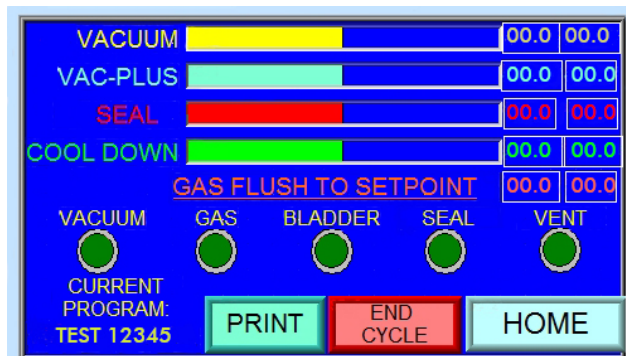 VACUUM 00.0 00.0
VAC-PLUS 00.0 00.0
SEAL 00.0 00.0
COOL DOWN 00.0 00.0
GAS FLUSH TO SETPOINT 00.0 00.0
VACUUM GAS BLADDER SEAL VENT
CURRENT
PROGRAM:
TEST 12345
PRINT
END
CYCLE
HOME